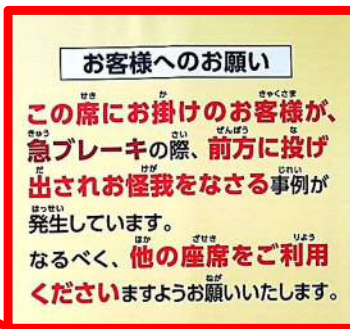 お客様へのお願い
この席にお掛けのお客様が、
急ブレーキの際、前方に投げ
出されお怪我をなさる事例が
発生しています。
なるべく、他の座席をご利用
くださいますようお願いいたします。